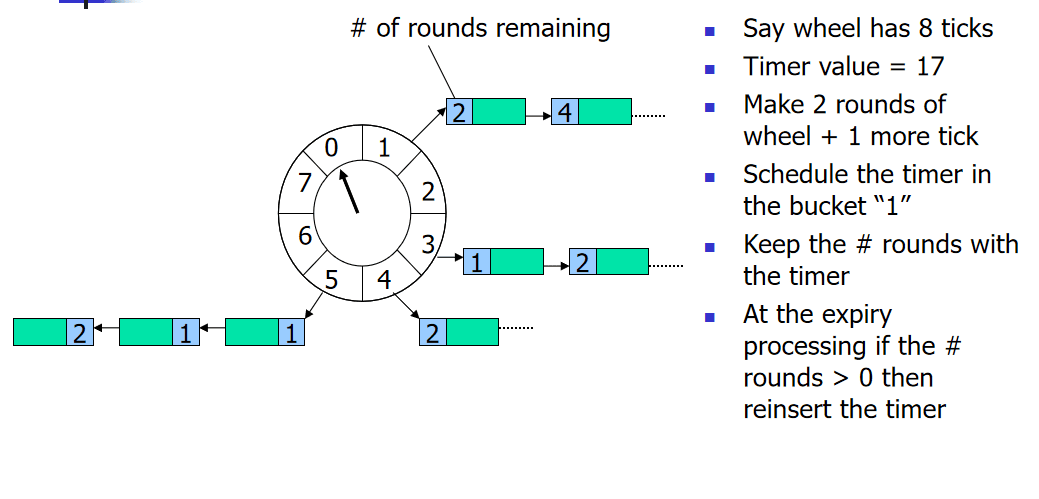 # of rounds remaining
2
4
0
1
7
2
6
3
5
4
1
2
2
1
1
2
Say wheel has 8 ticks
Timer value = 17
Make 2 rounds of
wheel + 1 more tick
Schedule the timer in
the bucket “1”
Keep the # rounds with
the timer
At the expiry
processing if the #
rounds > 0 then
reinsert the timer